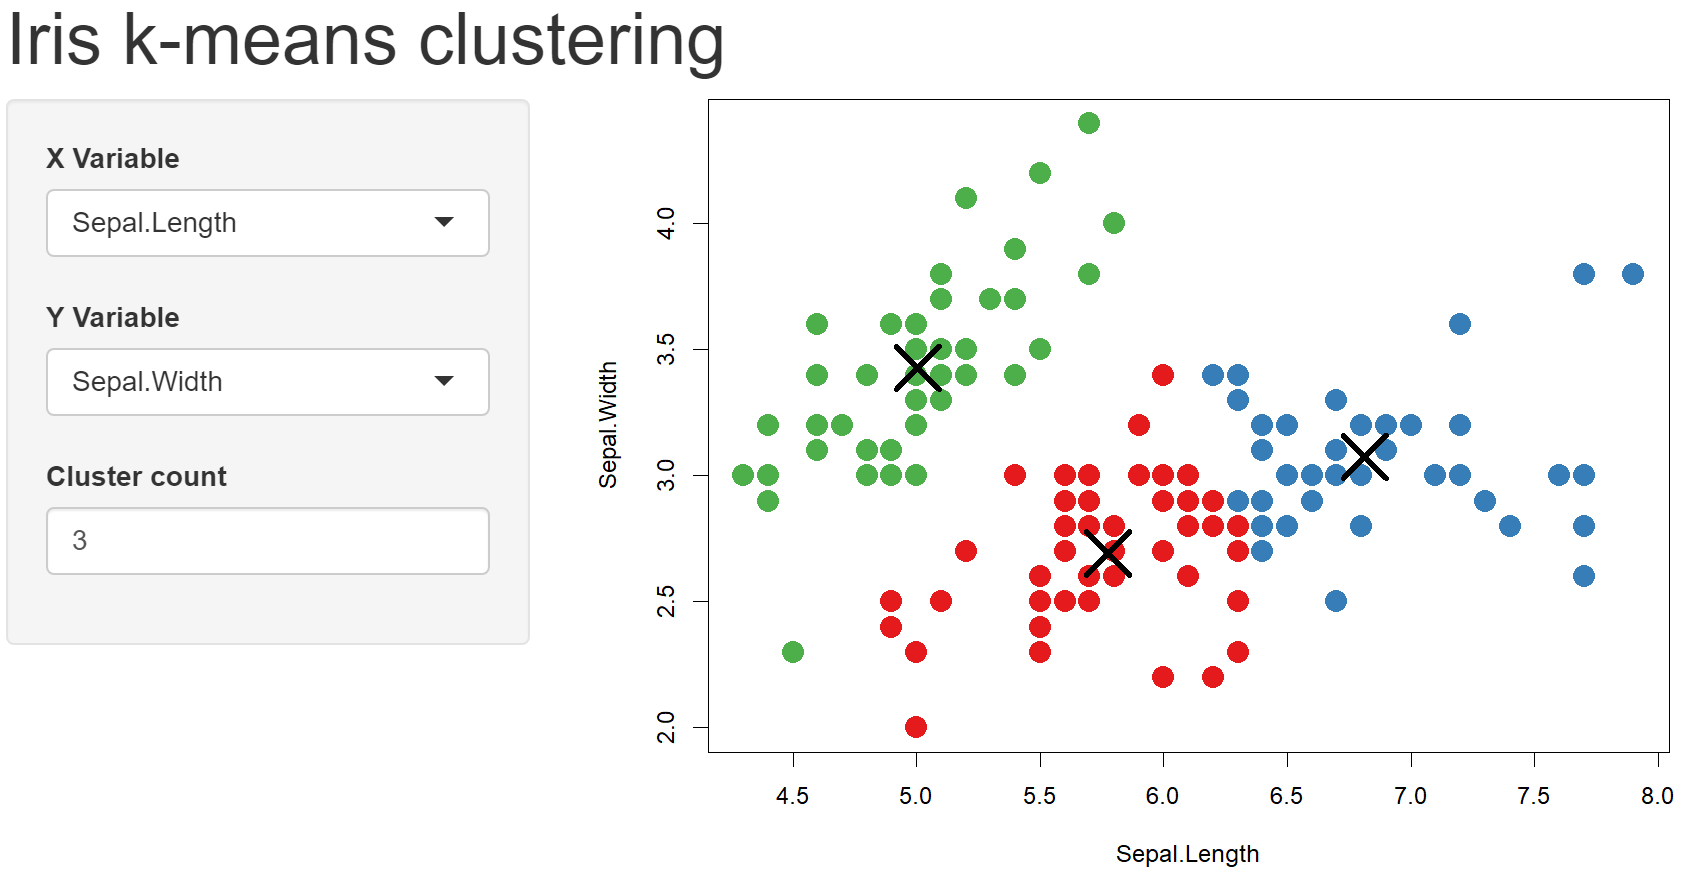 Iris k-means clustering
X Variable
Sepal.Length
Y Variable
Sepal.Width
Cluster count
3
Sepal.Width
4.0
3.5
3.0
2.5
2.0
4.5 5.0 5.5 6.0 6.5 7.0 7.5 8.0
Sepal.Length